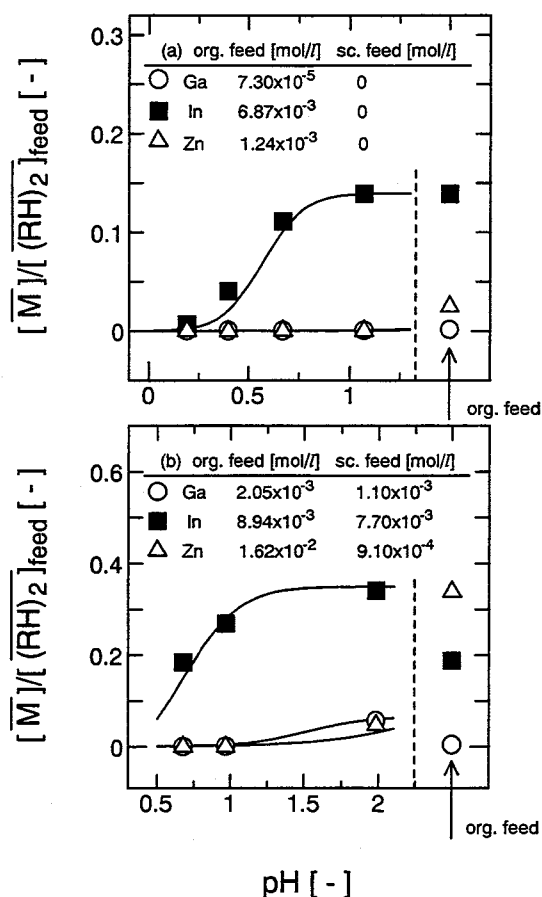 [M̅]/[(̅R̅H̅)̅₂̅]feed [-]
0.3
0.2
0.1
0
(a) org. feed [mol/l] sc. feed [mol/l]
○ Ga 7.30x10⁻⁵ 0
■ In 6.87x10⁻³ 0
△ Zn 1.24x10⁻³ 0
0 0.5 1
org. feed
[M̅]/[(̅R̅H̅)̅₂̅]feed [-]
0.6
0.4
0.2
0
(b) org. feed [mol/l] sc. feed [mol/l]
○ Ga 2.05x10⁻³ 1.10x10⁻³
■ In 8.94x10⁻³ 7.70x10⁻³
△ Zn 1.62x10⁻² 9.10x10⁻⁴
0.5 1 1.5 2
org. feed
pH [-]